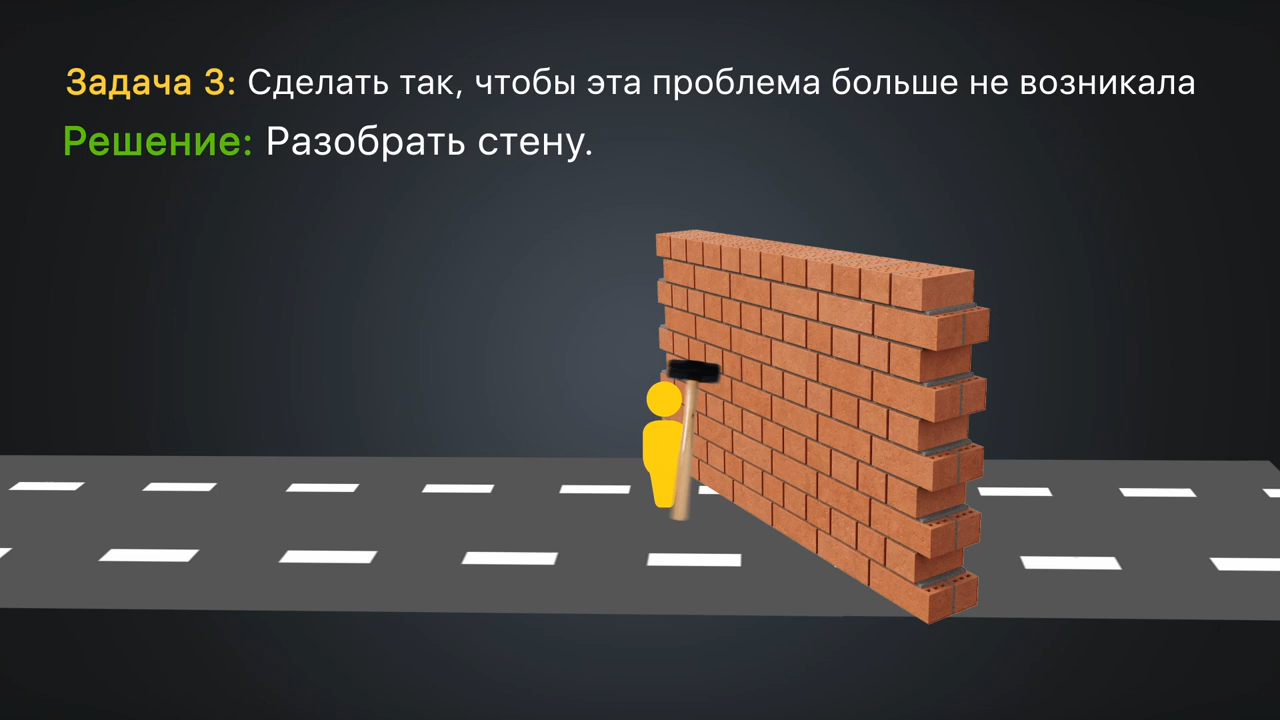 Задача 3: Сделать так, чтобы эта проблема больше не возникала
Решение: Разобрать стену.